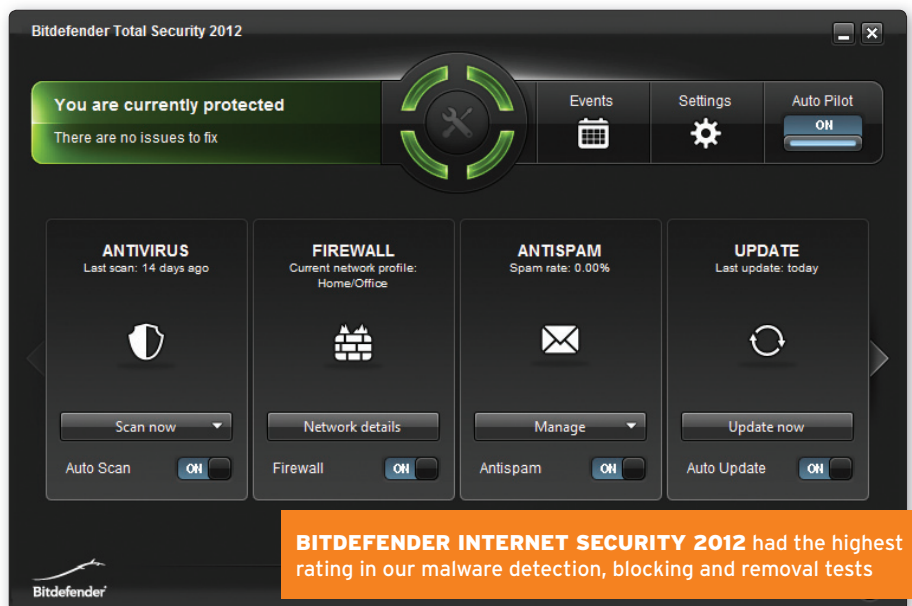 Bitdefender Total Security 2012
You are currently protected
There are no issues to fix
Events
Settings
Auto Pilot
ON
ANTIVIRUS
Last scan: 14 days ago
Scan now
Auto Scan
ON
FIREWALL
Current network profile:
Home/Office
Network details
Firewall
ON
ANTISPAM
Spam rate: 0.00%
Manage
Antispam
ON
UPDATE
Last update: today
Update now
Auto Update
ON
BITDEFENDER INTERNET SECURITY 2012 had the highest
rating in our malware detection, blocking and removal tests
Bitdefender